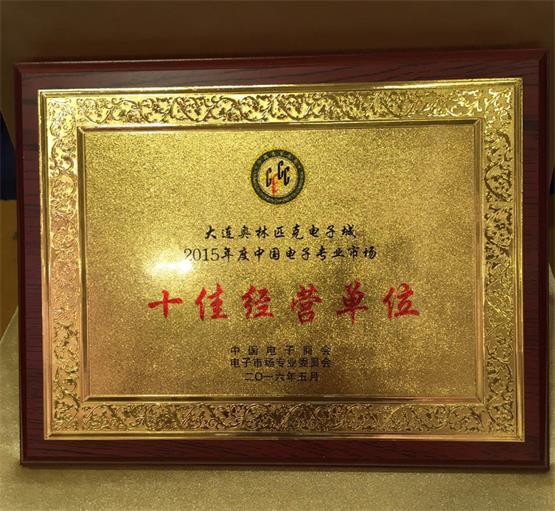 大连奥林匹克电子城
2015年度中国电子专业市场
十佳经营单位
中国电子商会
电子市场专业委员会
二〇一六年五月